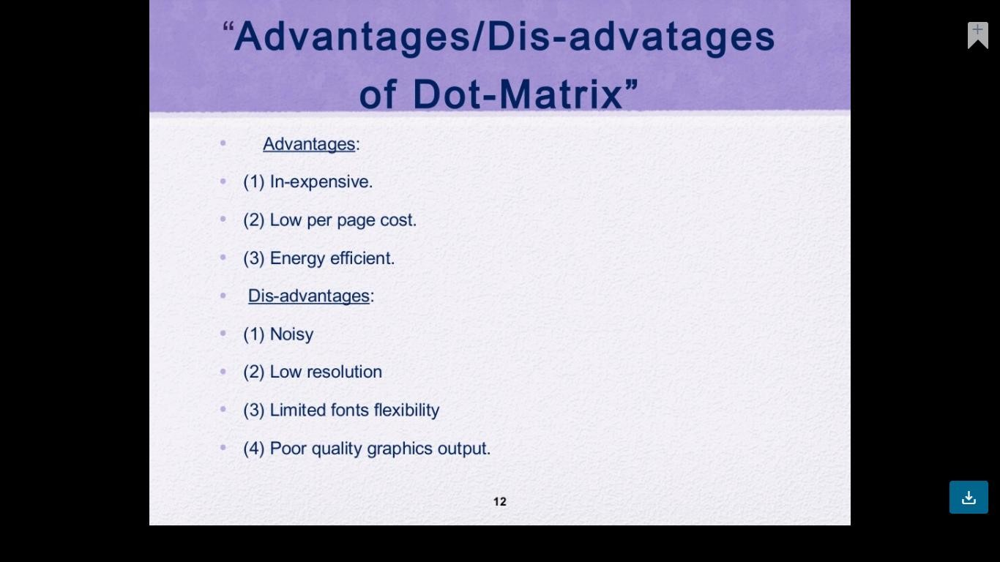 “Advantages/Dis-advatages
of Dot-Matrix”
• Advantages:
• (1) In-expensive.
• (2) Low per page cost.
• (3) Energy efficient.
• Dis-advantages:
• (1) Noisy
• (2) Low resolution
• (3) Limited fonts flexibility
• (4) Poor quality graphics output.
12